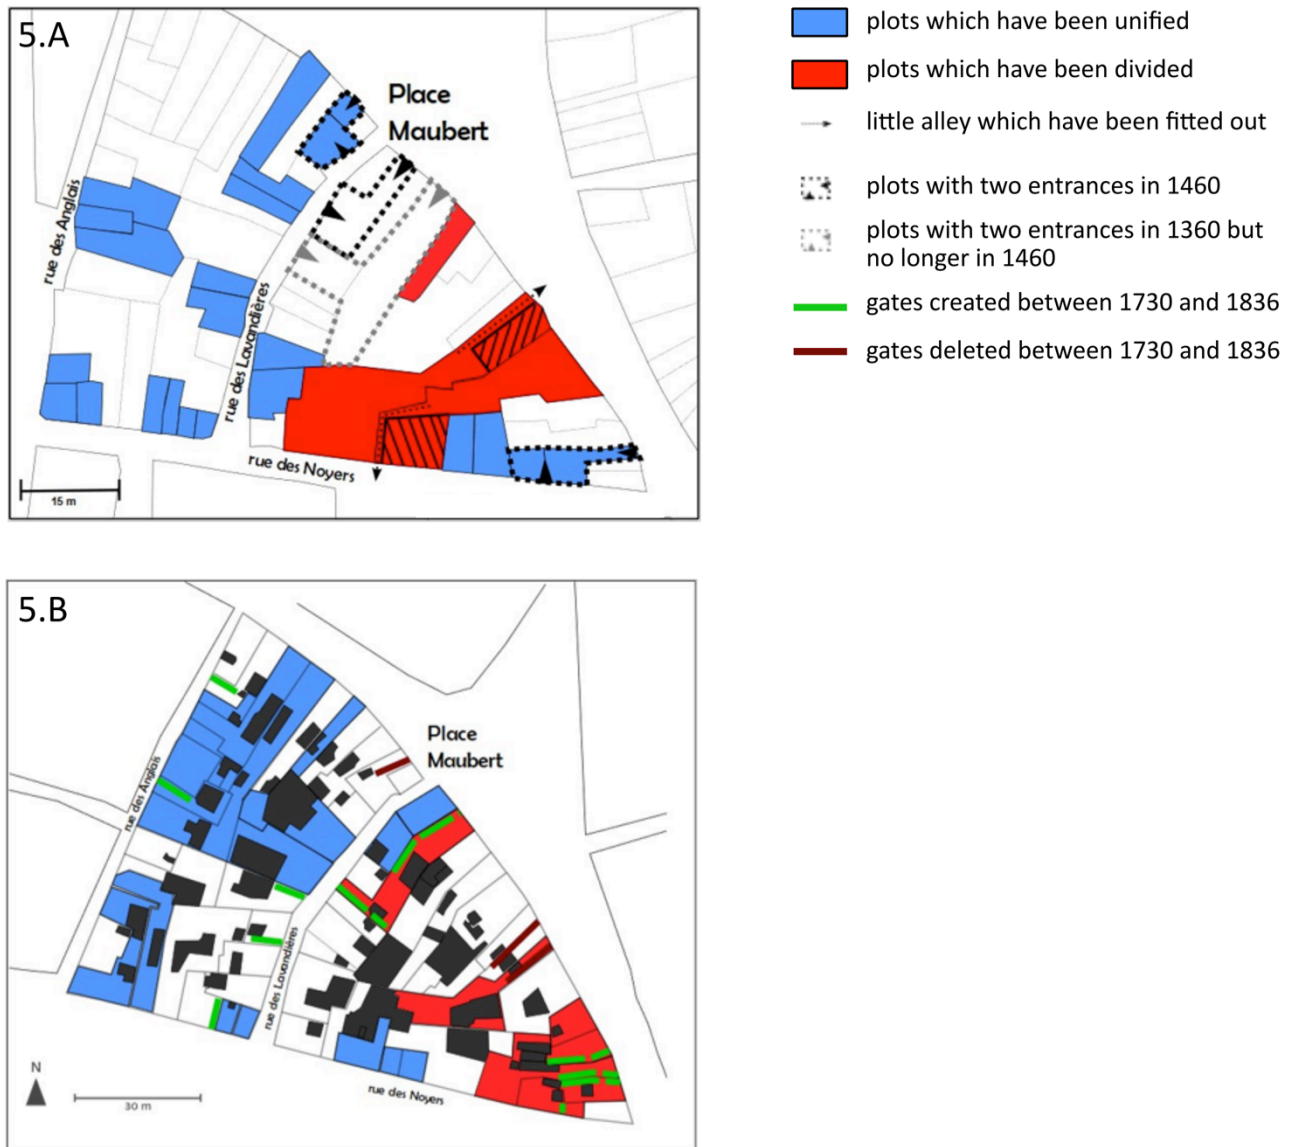 5.A
Place
Maubert
rue des Anglais
rue des Lavandières
rue des Noyers
15 m
plots which have been unified
plots which have been divided
little alley which have been fitted out
plots with two entrances in 1460
plots with two entrances in 1360 but
no longer in 1460
gates created between 1730 and 1836
gates deleted between 1730 and 1836
5.B
Place
Maubert
rue des Anglais
rue des Lavandières
rue des Noyers
N
30 m